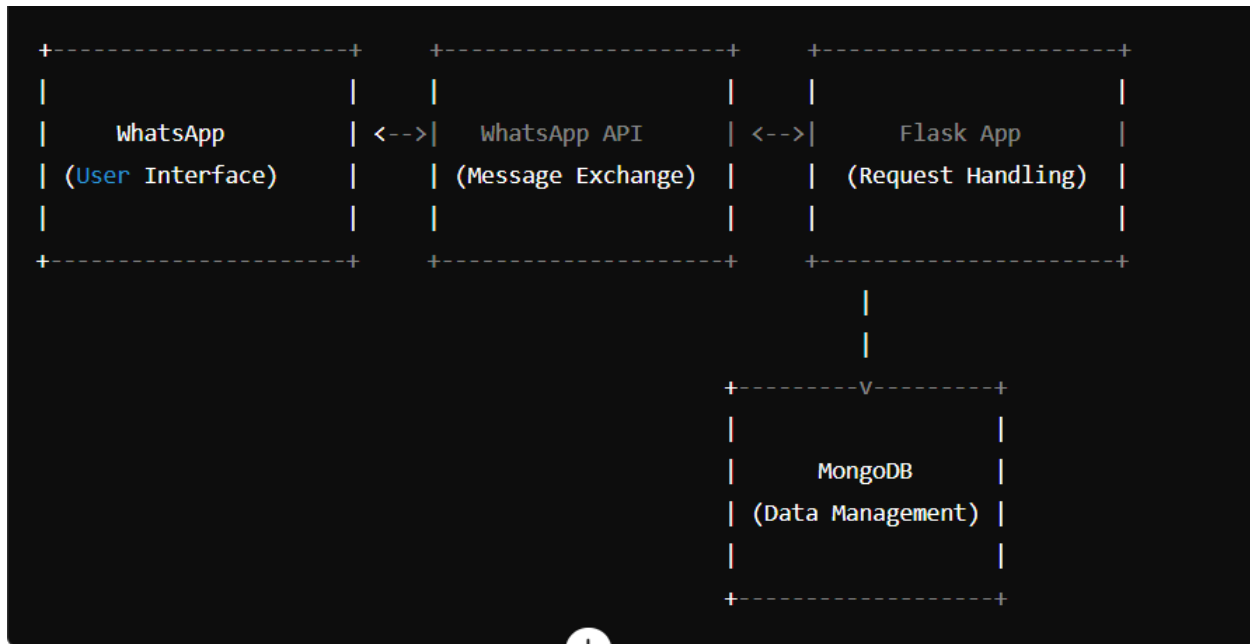 +----------------------+     +---------------------+     +----------------------+
|                      |     |                     |     |                      |
|     WhatsApp         | <-->|   WhatsApp API      | <-->|      Flask App       |
| (User Interface)     |     | (Message Exchange)  |     |  (Request Handling)  |
|                      |     |                     |     |                      |
+----------------------+     +---------------------+     +----------------------+
                                                             |
                                                             |
                                                   +---------v---------+
                                                   |                   |
                                                   |      MongoDB      |
                                                   | (Data Management) |
                                                   |                   |
                                                   +-------------------+